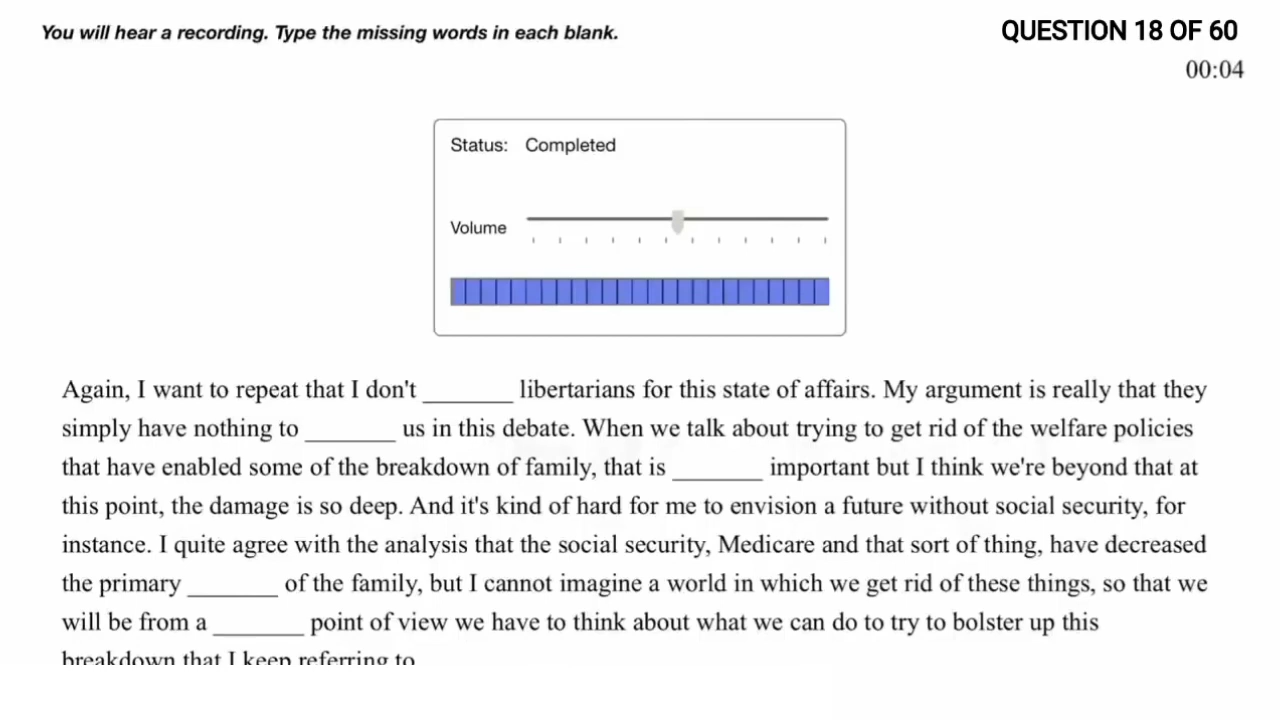 You will hear a recording. Type the missing words in each blank.
QUESTION 18 OF 60
00:04
Status: Completed
Volume
Again, I want to repeat that I don't _______ libertarians for this state of affairs. My argument is really that they
simply have nothing to _______ us in this debate. When we talk about trying to get rid of the welfare policies
that have enabled some of the breakdown of family, that is _______ important but I think we're beyond that at
this point, the damage is so deep. And it's kind of hard for me to envision a future without social security, for
instance. I quite agree with the analysis that the social security, Medicare and that sort of thing, have decreased
the primary _______ of the family, but I cannot imagine a world in which we get rid of these things, so that we
will be from a _______ point of view we have to think about what we can do to try to bolster up this
breakdown that I keep referring to